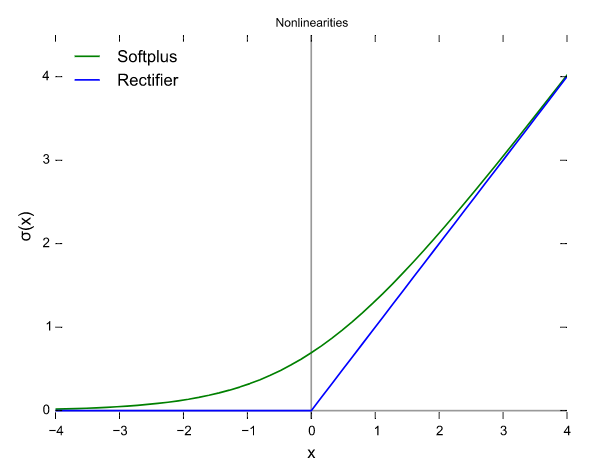 Nonlinearities
Softplus
Rectifier
4
3
2
1
0
σ(x)
−4 −3 −2 −1 0 1 2 3 4
x